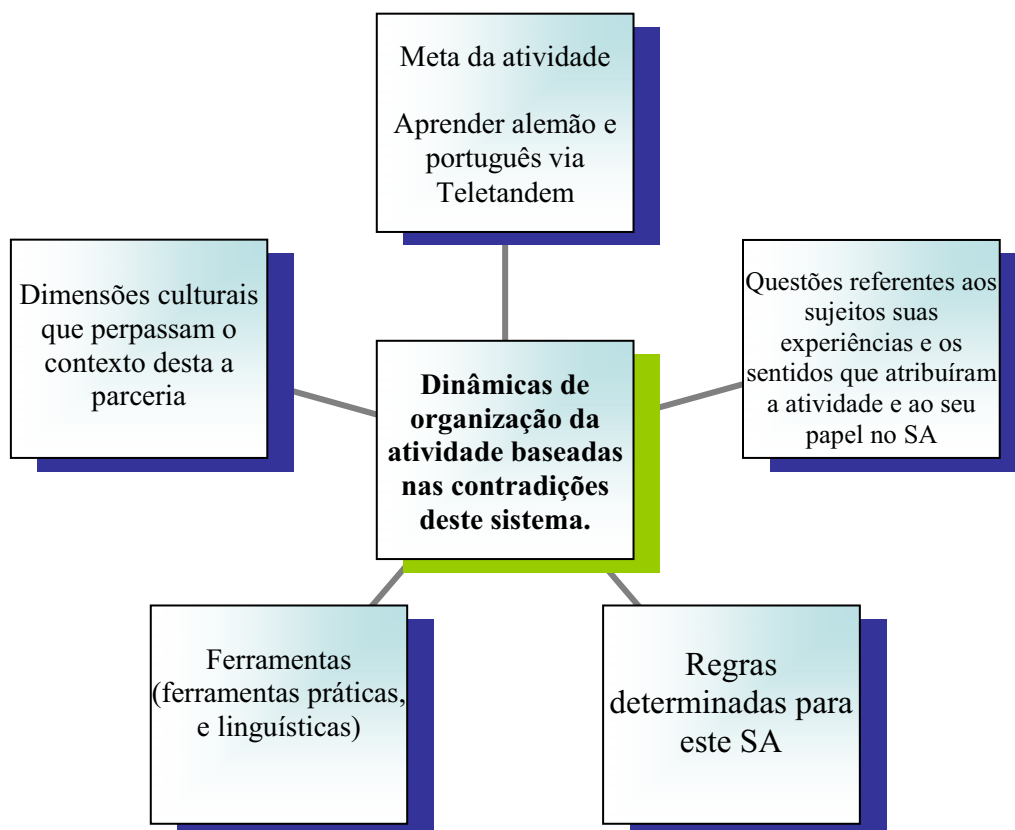 Meta da atividade
Aprender alemão e
português via
Teletandem
Dimensões culturais
que perpassam o
contexto desta a
parceria
Questões referentes aos
sujeitos suas
experiências e os
sentidos que atribuíram
a atividade e ao seu
papel no SA
Dinâmicas de
organização da
atividade baseadas
nas contradições
deste sistema.
Ferramentas
(ferramentas práticas,
e linguísticas)
Regras
determinadas para
este SA